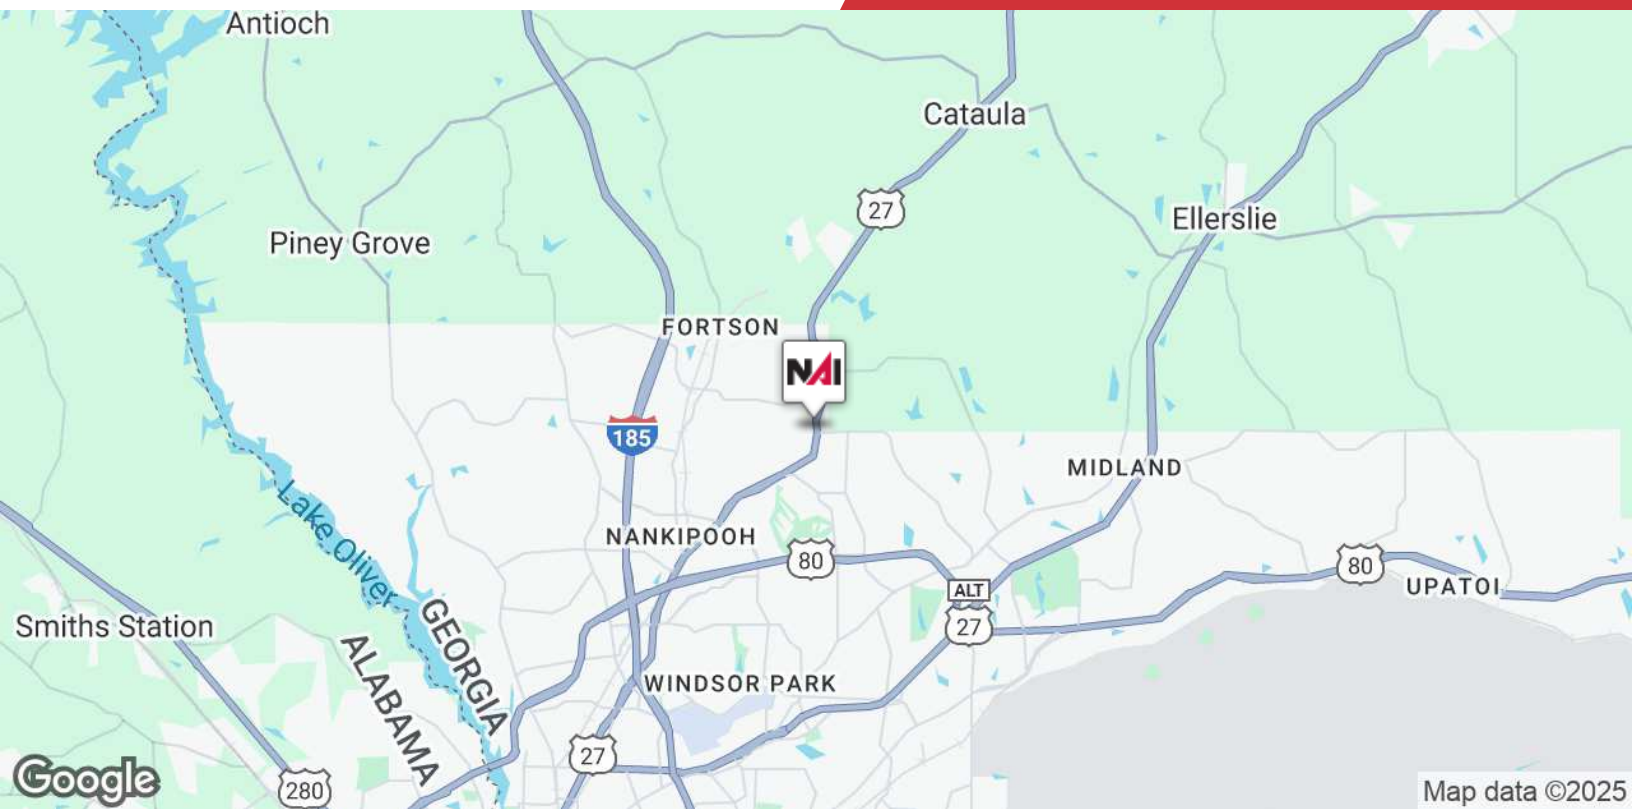 Antioch
Cataula
27
Ellerslie
Piney Grove
FORTSON
NAI
185
MIDLAND
Lake Oliver
NANKIPOOH
80
80
ALT
27
UPATOI
Smiths Station
GEORGIA
ALABAMA
WINDSOR PARK
27
Google
280
Map data ©2025